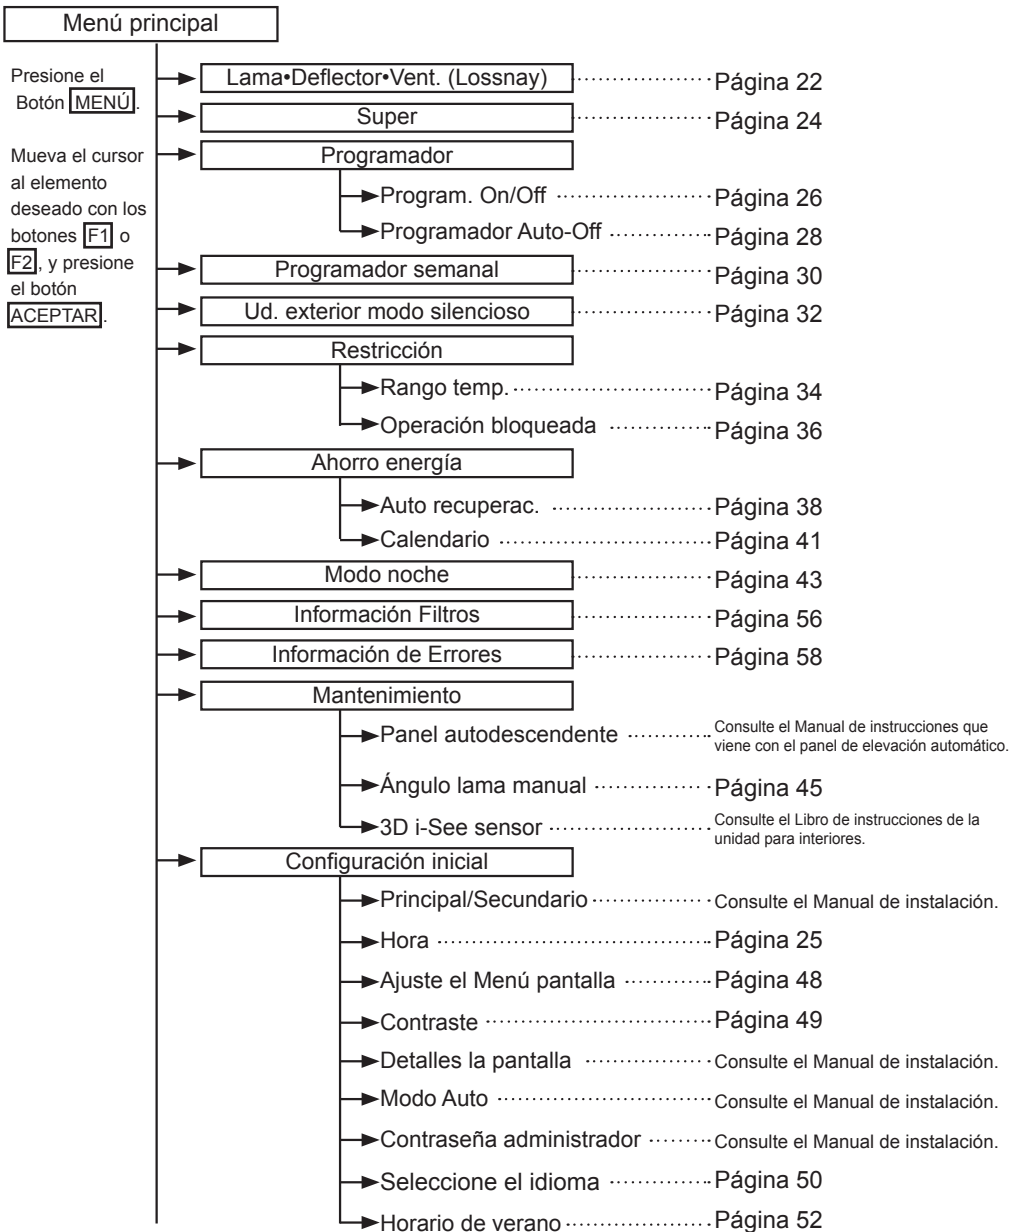 Menú principal
Presione el
Botón MENÚ.
Mueva el cursor
al elemento
deseado con los
botones F1 o
F2, y presione
el botón
ACEPTAR.
Lama•Deflector•Vent. (Lossnay) Página 22
Super Página 24
Programador
Program. On/Off Página 26
Programador Auto-Off Página 28
Programador semanal Página 30
Ud. exterior modo silencioso Página 32
Restricción
Rango temp. Página 34
Operación bloqueada Página 36
Ahorro energía
Auto recuperac. Página 38
Calendario Página 41
Modo noche Página 43
Información Filtros Página 56
Información de Errores Página 58
Mantenimiento
Panel autodescendente Consulte el Manual de instrucciones que
viene con el panel de elevación automático.
Ángulo lama manual Página 45
3D i-See sensor Consulte el Libro de instrucciones de la
unidad para interiores.
Configuración inicial
Principal/Secundario Consulte el Manual de instalación.
Hora Página 25
Ajuste el Menú pantalla Página 48
Contraste Página 49
Detalles la pantalla Consulte el Manual de instalación.
Modo Auto Consulte el Manual de instalación.
Contraseña administrador Consulte el Manual de instalación.
Seleccione el idioma Página 50
Horario de verano Página 52